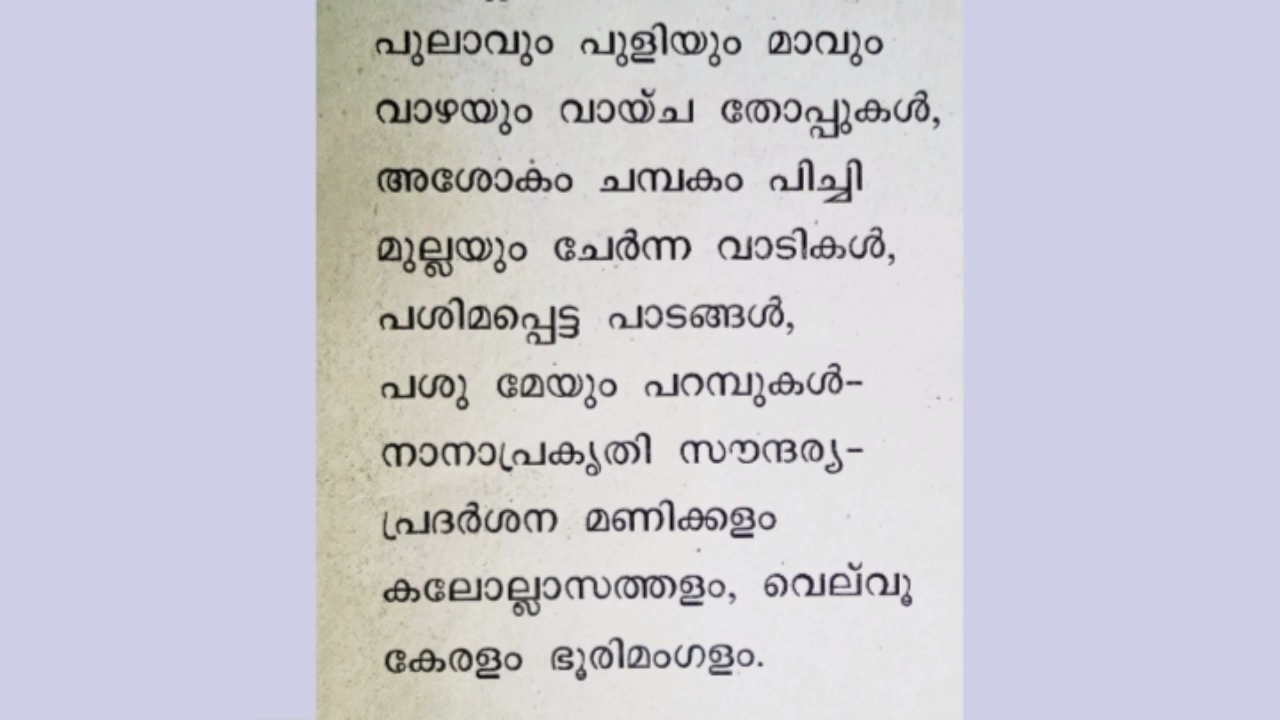 പുലാവും പുളിയും മാവും
വാഴയും വായ്ച തോപ്പുകൾ,
അശോകം ചമ്പകം പിച്ചി
മുല്ലയും ചേർന്ന വാടികൾ,
പശിമപ്പെട്ട പാടങ്ങൾ,
പശു മേയും പറമ്പുകൾ-
നാനാപ്രകൃതി സൗന്ദര്യ-
പ്രദർശന മണിക്കളം
കലോല്ലാസത്തളം, വെല്‌വൂ
കേരളം ഭൂരിമംഗളം.